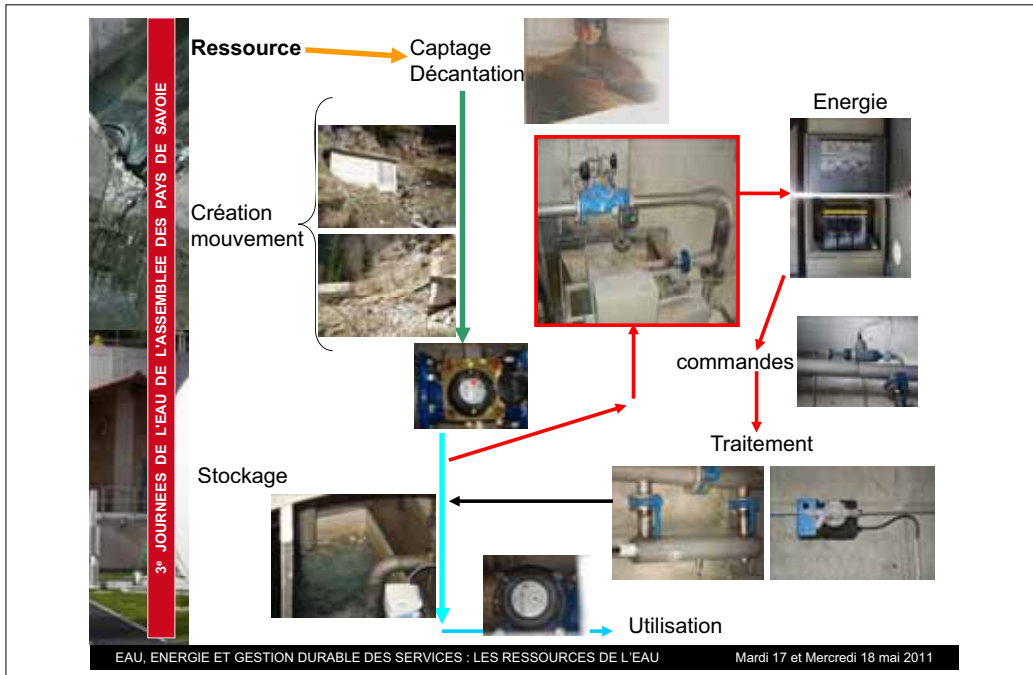 3e JOURNEES DE L'EAU DE L'ASSEMBLEE DES PAYS DE SAVOIE
Ressource
Captage
Décantation
Energie
Création
mouvement
commandes
Traitement
Stockage
Utilisation
EAU, ENERGIE ET GESTION DURABLE DES SERVICES : LES RESSOURCES DE L'EAU
Mardi 17 et Mercredi 18 mai 2011